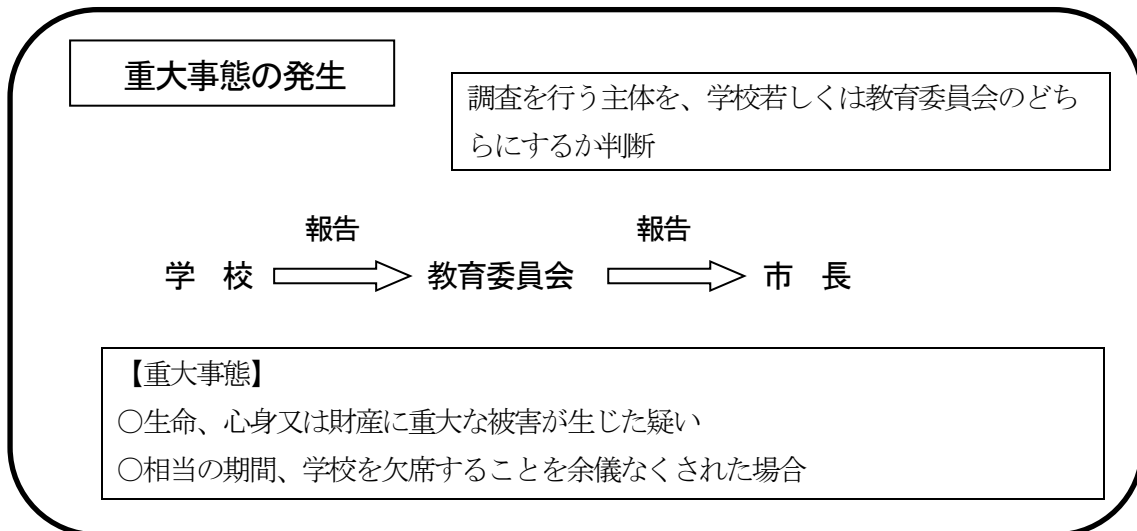 重大事態の発生
調査を行う主体を、学校若しくは教育委員会のどち
らにするか判断
報告 報告
学　校 教育委員会 市　長
【重大事態】
○生命、心身又は財産に重大な被害が生じた疑い
○相当の期間、学校を欠席することを余儀なくされた場合